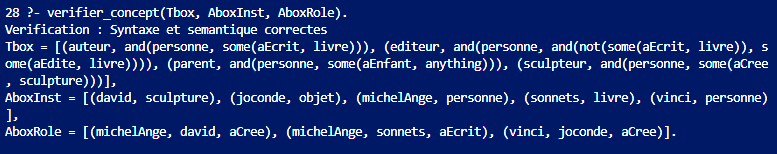 28 ?- verifier_concept(Tbox, AboxInst, AboxRole).
Verification : Syntaxe et semantique correctes
Tbox = [(auteur, and(personne, some(aEcrit, livre))), (editeur, and(personne, and(not(some(aEcrit, livre)), s
ome(aEdite, livre)))), (parent, and(personne, some(aEnfant, anything))), (sculpteur, and(personne, some(aCree
, sculpture)))],
AboxInst = [(david, sculpture), (joconde, objet), (michelAnge, personne), (sonnets, livre), (vinci, personne)
],
AboxRole = [(michelAnge, david, aCree), (michelAnge, sonnets, aEcrit), (vinci, joconde, aCree)].